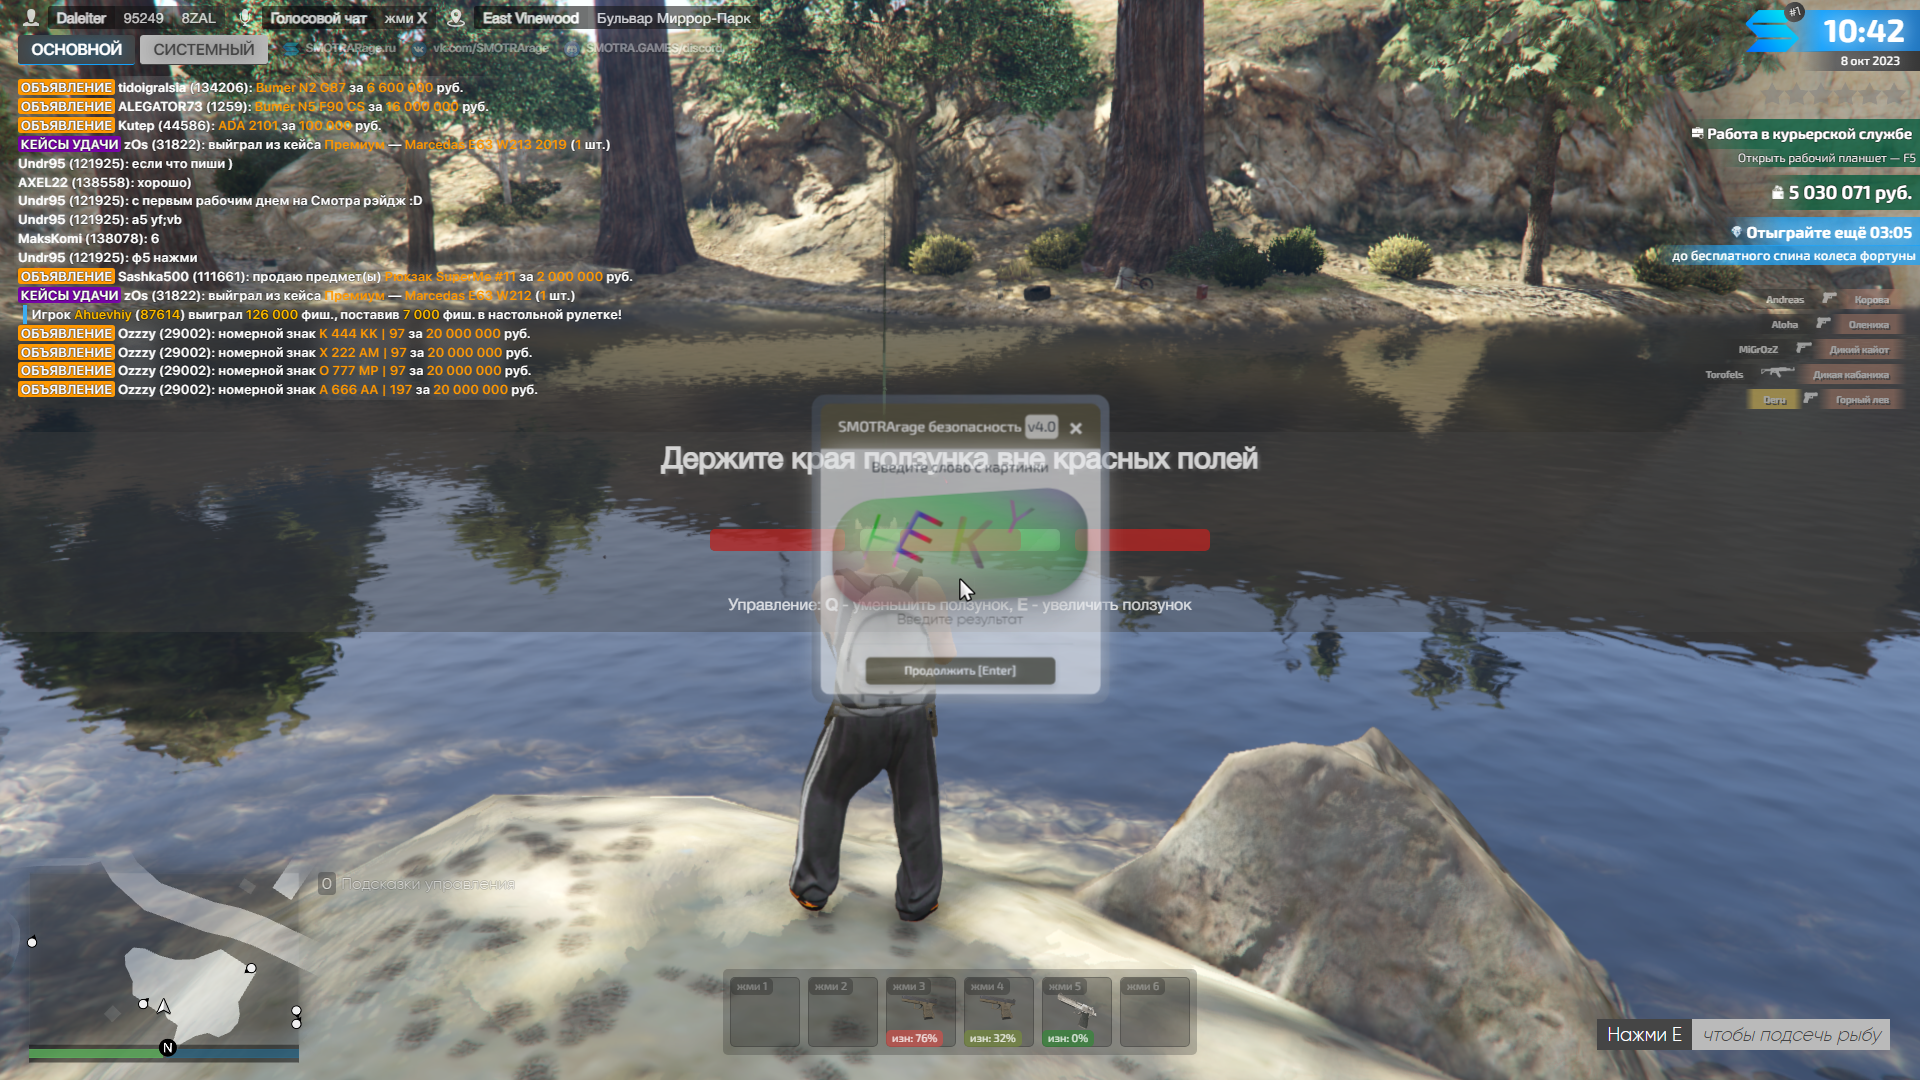 Daleiter 95249 8ZAL Голосовой чат жми X East Vinewood Бульвар Миррор-Парк
ОСНОВНОЙ СИСТЕМНЫЙ SMOTRARage.ru vk.com/SMOTRArage SMOTRA.GAMES/discord
ОБЪЯВЛЕНИЕ tidoigralsia (134206): Bumer N2 G87 за 6 600 000 руб.
ОБЪЯВЛЕНИЕ ALEGATOR73 (1259): Bumer N5 F90 CS за 16 000 000 руб.
ОБЪЯВЛЕНИЕ Kutep (44586): ADA 2101 за 100 000 руб.
КЕЙСЫ УДАЧИ zOs (31822): выйграл из кейса Премиум — Marcedas E63 W213 2019 (1 шт.)
Undr95 (121925): если что пиши )
AXEL22 (138558): хорошо)
Undr95 (121925): с первым рабочим днем на Смотра рэйдж :D
Undr95 (121925): а5 yf;vb
MaksKomi (138078): 6
Undr95 (121925): ф5 нажми
ОБЪЯВЛЕНИЕ Sashka500 (111661): продаю предмет(ы) Рюкзак SuperMe #11 за 2 000 000 руб.
КЕЙСЫ УДАЧИ zOs (31822): выйграл из кейса Премиум — Marcedas E63 W212 (1 шт.)
Игрок Ahuevhiy (87614) выиграл 126 000 фиш., поставив 7 000 фиш. в настольной рулетке!
ОБЪЯВЛЕНИЕ Ozzzy (29002): номерной знак K 444 KK | 97 за 20 000 000 руб.
ОБЪЯВЛЕНИЕ Ozzzy (29002): номерной знак X 222 AM | 97 за 20 000 000 руб.
ОБЪЯВЛЕНИЕ Ozzzy (29002): номерной знак O 777 MP | 97 за 20 000 000 руб.
ОБЪЯВЛЕНИЕ Ozzzy (29002): номерной знак A 666 AA | 197 за 20 000 000 руб.
#1
10:42
8 окт 2023
Работа в курьерской службе
Открыть рабочий планшет — F5
5 030 071 руб.
Отыграйте ещё 03:05
до бесплатного спина колеса фортуны
Andreas Корова
Aloha Олениха
MiGrOzZ Дикий кайот
Torofels Дикая кабаниха
Deru Горный лев
SMOTRArage безопасность v4.0
Держите края ползунка вне красных полей
Введите слово с картинки
Управление: Q - уменьшить ползунок, E - увеличить ползунок
Введите результат
Продолжить [Enter]
O Подсказки управления
N
жми 1 жми 2 жми 3 жми 4 жми 5 жми 6
изн: 76% изн: 32% изн: 0%
Нажми E чтобы подсечь рыбу